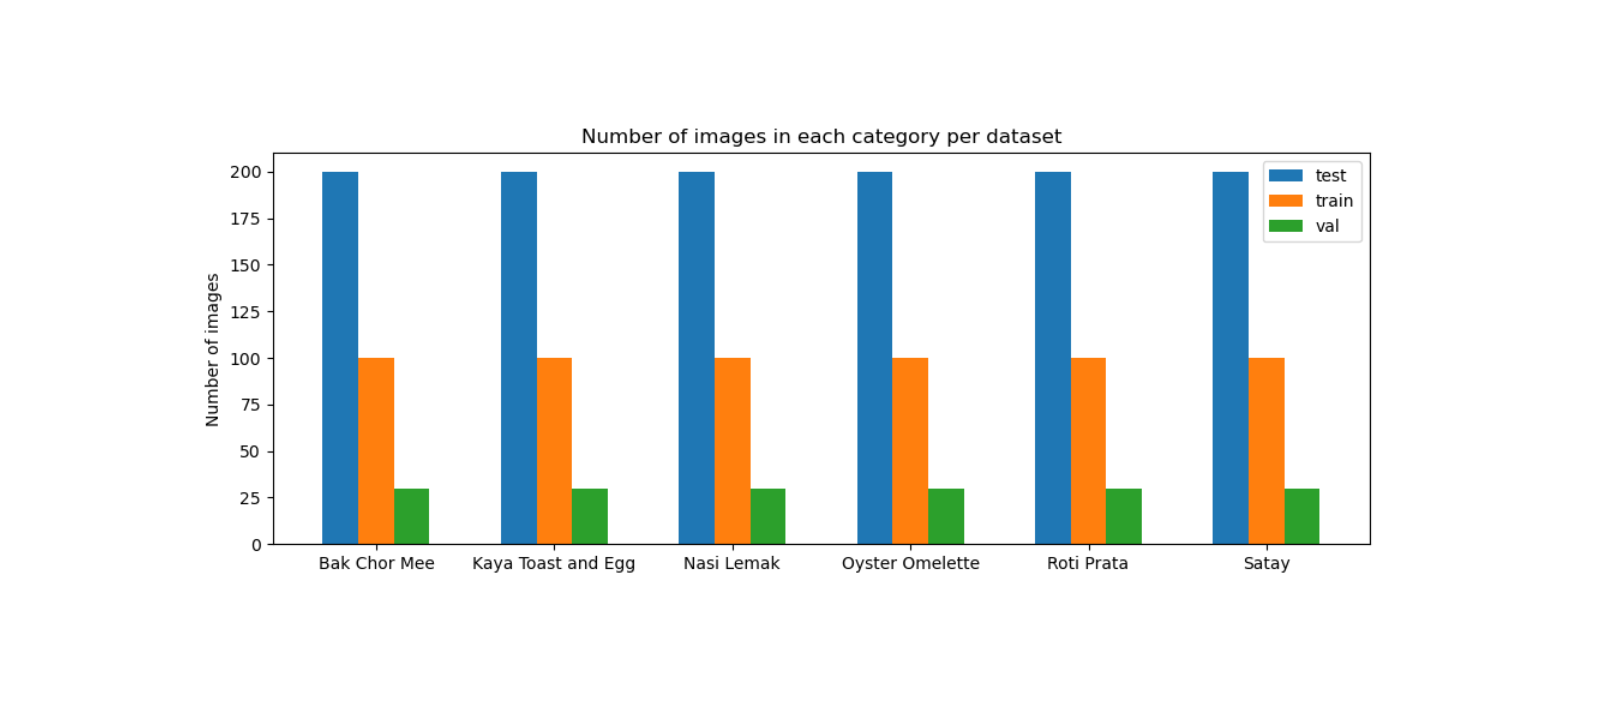 Number of images in each category per dataset
Number of images
200
175
150
125
100
75
50
25
0
test
train
val
Bak Chor Mee
Kaya Toast and Egg
Nasi Lemak
Oyster Omelette
Roti Prata
Satay